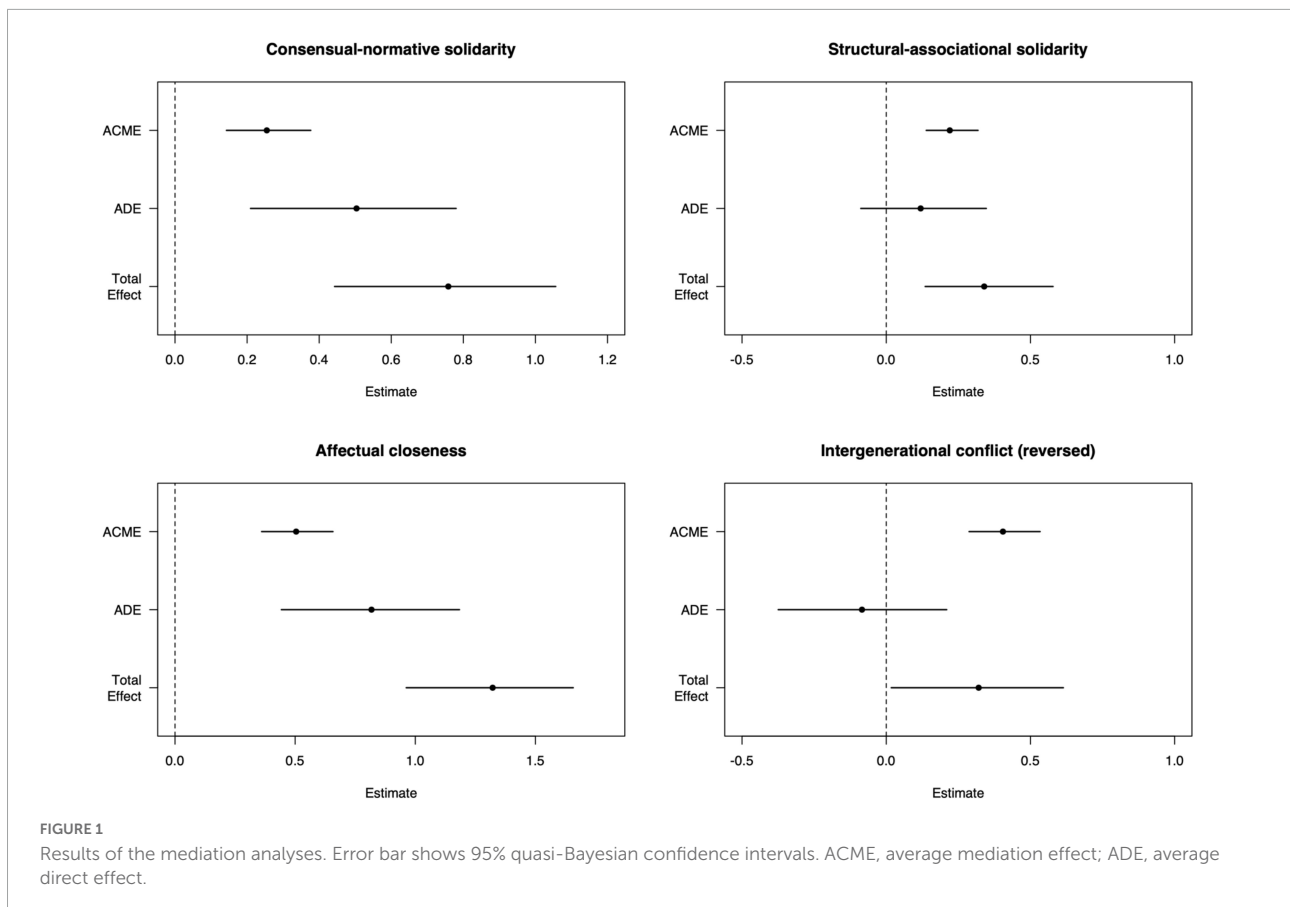 Consensual-normative solidarity
ACME
ADE
Total
Effect
0.0 0.2 0.4 0.6 0.8 1.0 1.2
Estimate
Structural-associational solidarity
ACME
ADE
Total
Effect
-0.5 0.0 0.5 1.0
Estimate
Affectual closeness
ACME
ADE
Total
Effect
0.0 0.5 1.0 1.5
Estimate
Intergenerational conflict (reversed)
ACME
ADE
Total
Effect
-0.5 0.0 0.5 1.0
Estimate
FIGURE 1
Results of the mediation analyses. Error bar shows 95% quasi-Bayesian confidence intervals. ACME, average mediation effect; ADE, average
direct effect.